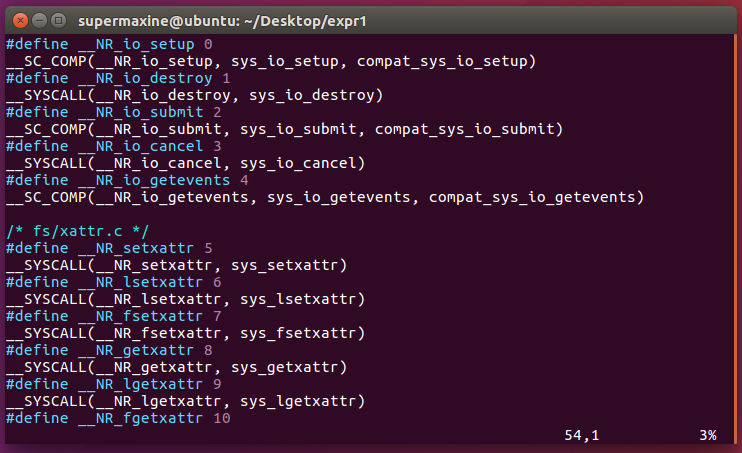 supermaxine@ubuntu: ~/Desktop/expr1
#define __NR_io_setup 0
__SC_COMP(__NR_io_setup, sys_io_setup, compat_sys_io_setup)
#define __NR_io_destroy 1
__SYSCALL(__NR_io_destroy, sys_io_destroy)
#define __NR_io_submit 2
__SC_COMP(__NR_io_submit, sys_io_submit, compat_sys_io_submit)
#define __NR_io_cancel 3
__SYSCALL(__NR_io_cancel, sys_io_cancel)
#define __NR_io_getevents 4
__SC_COMP(__NR_io_getevents, sys_io_getevents, compat_sys_io_getevents)
/* fs/xattr.c */
#define __NR_setxattr 5
__SYSCALL(__NR_setxattr, sys_setxattr)
#define __NR_lsetxattr 6
__SYSCALL(__NR_lsetxattr, sys_lsetxattr)
#define __NR_fsetxattr 7
__SYSCALL(__NR_fsetxattr, sys_fsetxattr)
#define __NR_getxattr 8
__SYSCALL(__NR_getxattr, sys_getxattr)
#define __NR_lgetxattr 9
__SYSCALL(__NR_lgetxattr, sys_lgetxattr)
#define __NR_fgetxattr 10
54,1 3%